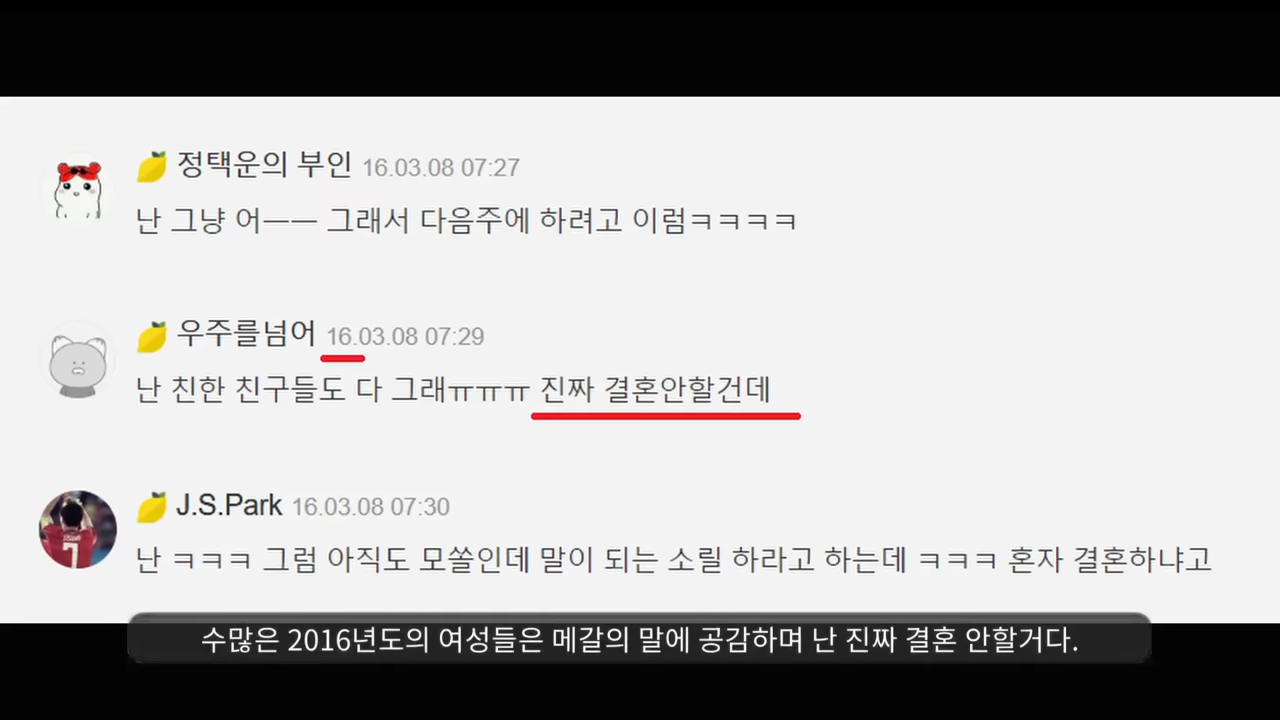 정택운의 부인 16.03.08 07:27
난 그냥 어ㅡㅡ 그래서 다음주에 하려고 이럼ㅋㅋㅋㅋ
우주를넘어 16.03.08 07:29
난 친한 친구들도 다 그래ㅠㅠㅠ 진짜 결혼안할건데
J.S.Park 16.03.08 07:30
난 ㅋㅋㅋ 그럼 아직도 모쏠인데 말이 되는 소릴 하라고 하는데 ㅋㅋㅋ 혼자 결혼하냐고
수많은 2016년도의 여성들은 메갈의 말에 공감하며 난 진짜 결혼 안할거다.